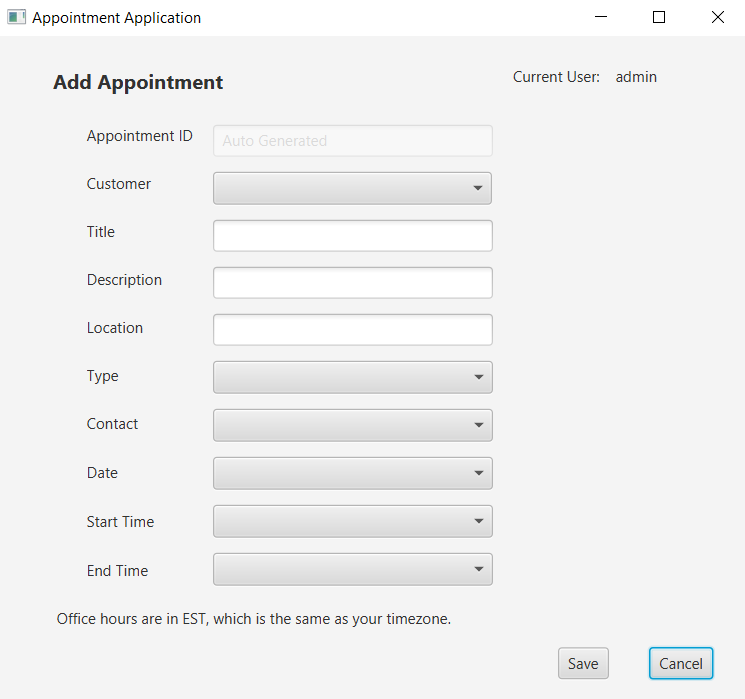 Appointment Application
Add Appointment
Current User: admin
Appointment ID Auto Generated
Customer
Title
Description
Location
Type
Contact
Date
Start Time
End Time
Office hours are in EST, which is the same as your timezone.
Save Cancel